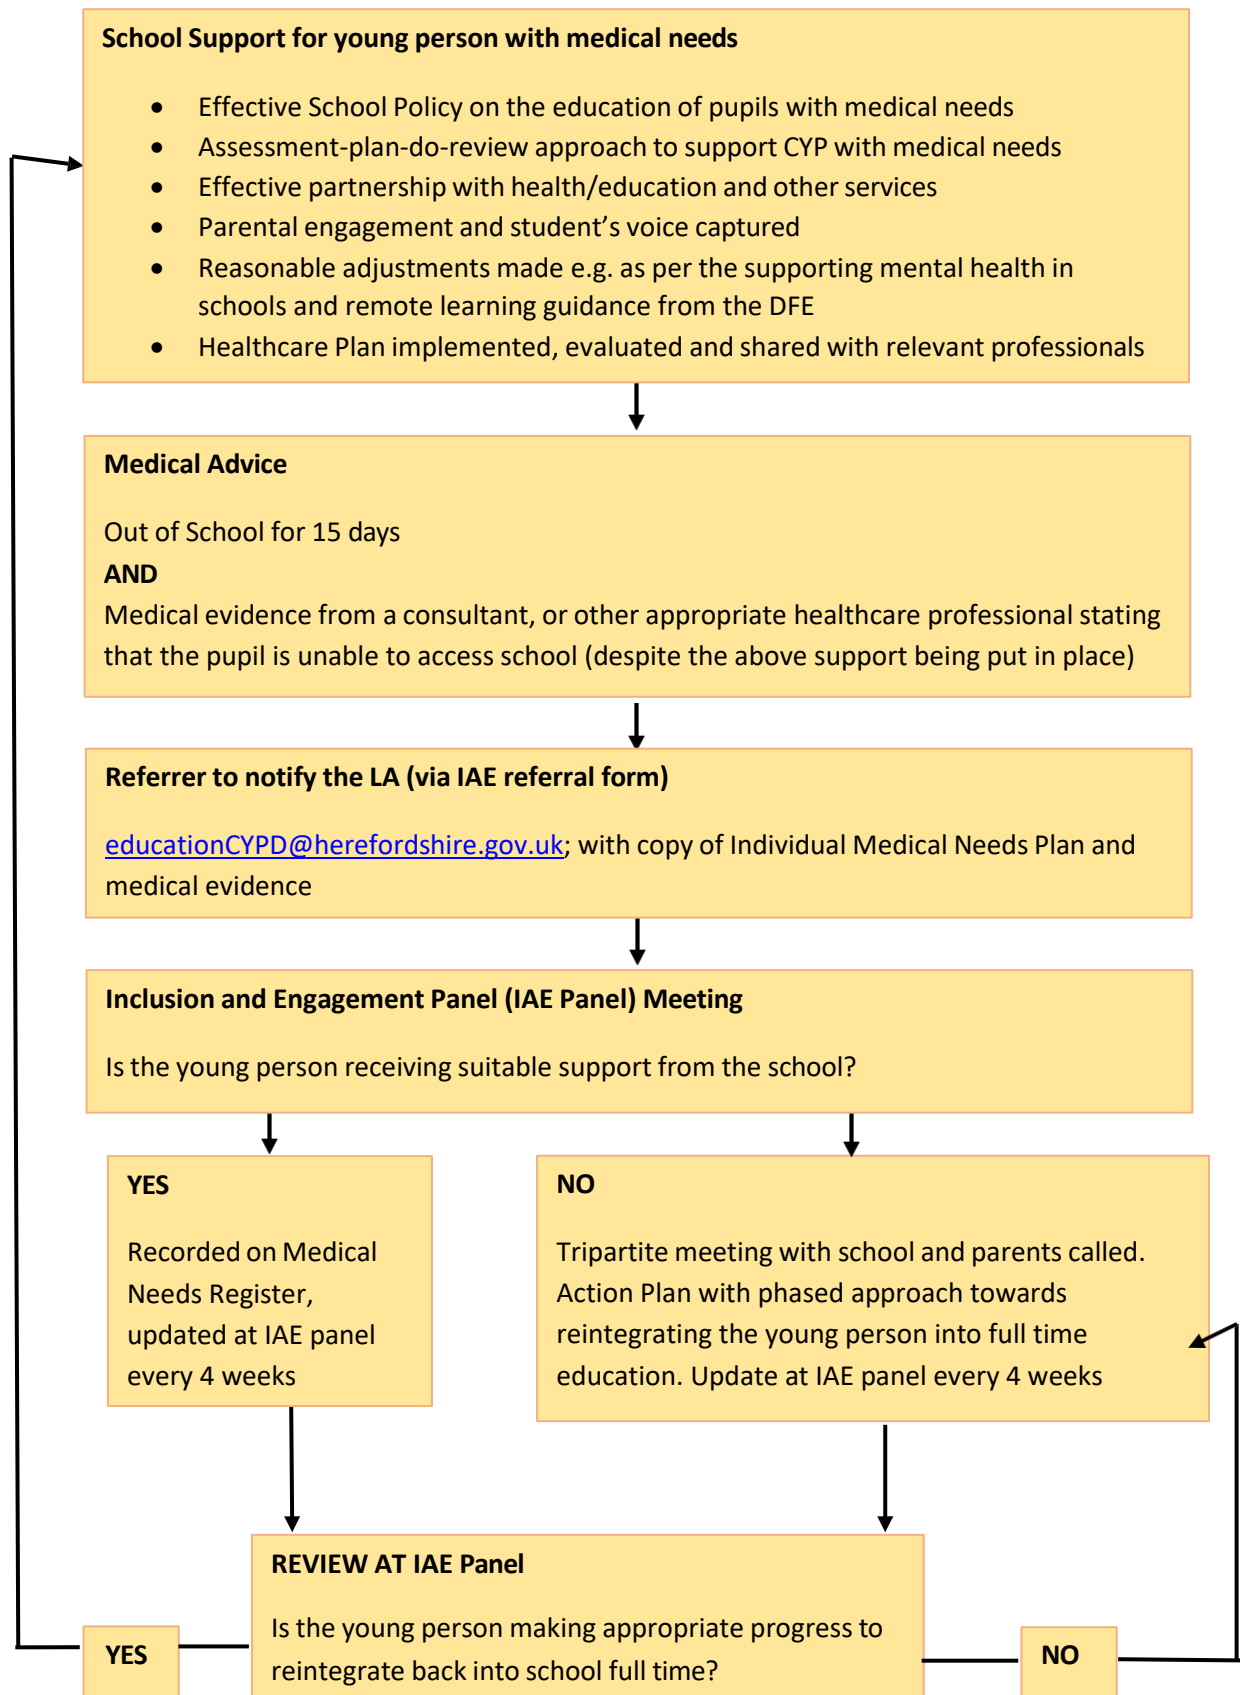 School Support for young person with medical needs
• Effective School Policy on the education of pupils with medical needs
• Assessment-plan-do-review approach to support CYP with medical needs
• Effective partnership with health/education and other services
• Parental engagement and student’s voice captured
• Reasonable adjustments made e.g. as per the supporting mental health in
schools and remote learning guidance from the DFE
• Healthcare Plan implemented, evaluated and shared with relevant professionals
Medical Advice
Out of School for 15 days
AND
Medical evidence from a consultant, or other appropriate healthcare professional stating
that the pupil is unable to access school (despite the above support being put in place)
Referrer to notify the LA (via IAE referral form)
educationCYPD@herefordshire.gov.uk; with copy of Individual Medical Needs Plan and
medical evidence
Inclusion and Engagement Panel (IAE Panel) Meeting
Is the young person receiving suitable support from the school?
YES
Recorded on Medical
Needs Register,
updated at IAE panel
every 4 weeks
NO
Tripartite meeting with school and parents called.
Action Plan with phased approach towards
reintegrating the young person into full time
education. Update at IAE panel every 4 weeks
REVIEW AT IAE Panel
Is the young person making appropriate progress to
reintegrate back into school full time?
YES
NO